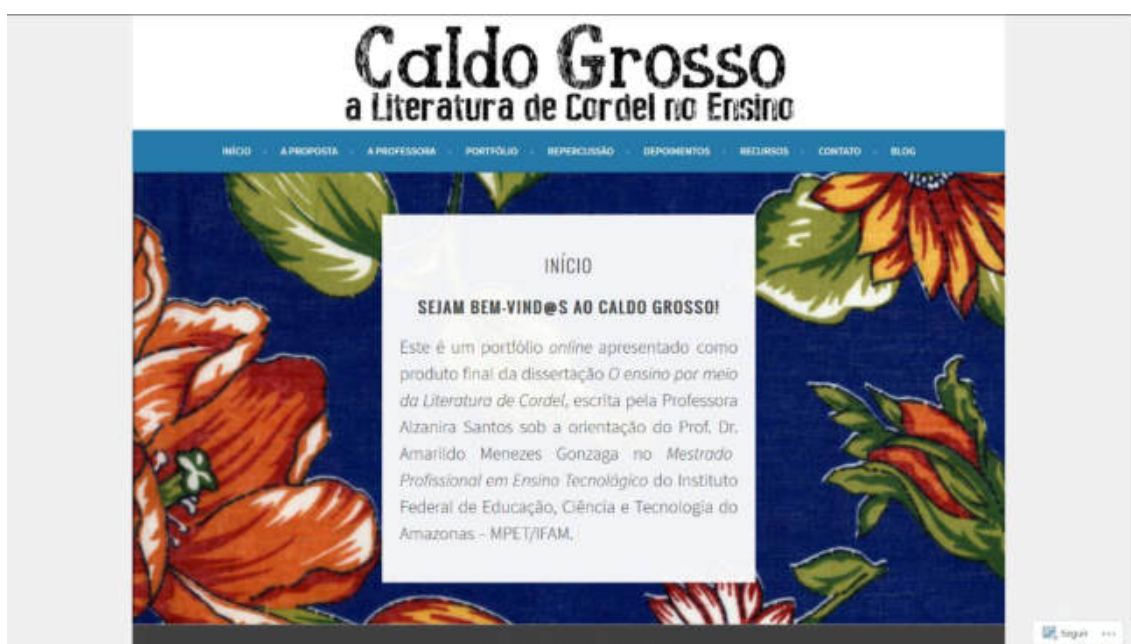 Caldo Grosso
a Literatura de Cordel no Ensino
INÍCIO - A PROPOSTA - A PROFESSORA - PORTFÓLIO - REPERCUSSÃO - DEPOIMENTOS - RECURSOS - CONTATO - BLOG
INÍCIO
SEJAM BEM-VIND@S AO CALDO GROSSO!
Este é um portfólio online apresentado como
produto final da dissertação O ensino por meio
da Literatura de Cordel, escrita pela Professora
Alzanira Santos sob a orientação do Prof. Dr.
Amarildo Menezes Gonzaga no Mestrado
Profissional em Ensino Tecnológico do Instituto
Federal de Educação, Ciência e Tecnologia do
Amazonas – MPET/IFAM.
Seguir